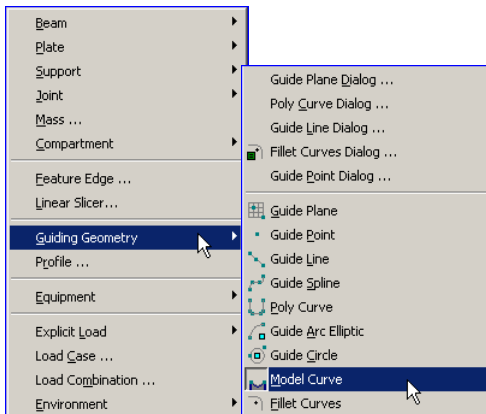 Beam
Plate
Support
Joint
Mass ...
Compartment
Feature Edge ...
Linear Slicer...
Guiding Geometry
Profile ...
Equipment
Explicit Load
Load Case ...
Load Combination ...
Environment
Guide Plane Dialog ...
Poly Curve Dialog ...
Guide Line Dialog ...
Fillet Curves Dialog ...
Guide Point Dialog ...
Guide Plane
Guide Point
Guide Line
Guide Spline
Poly Curve
Guide Arc Elliptic
Guide Circle
Model Curve
Fillet Curves